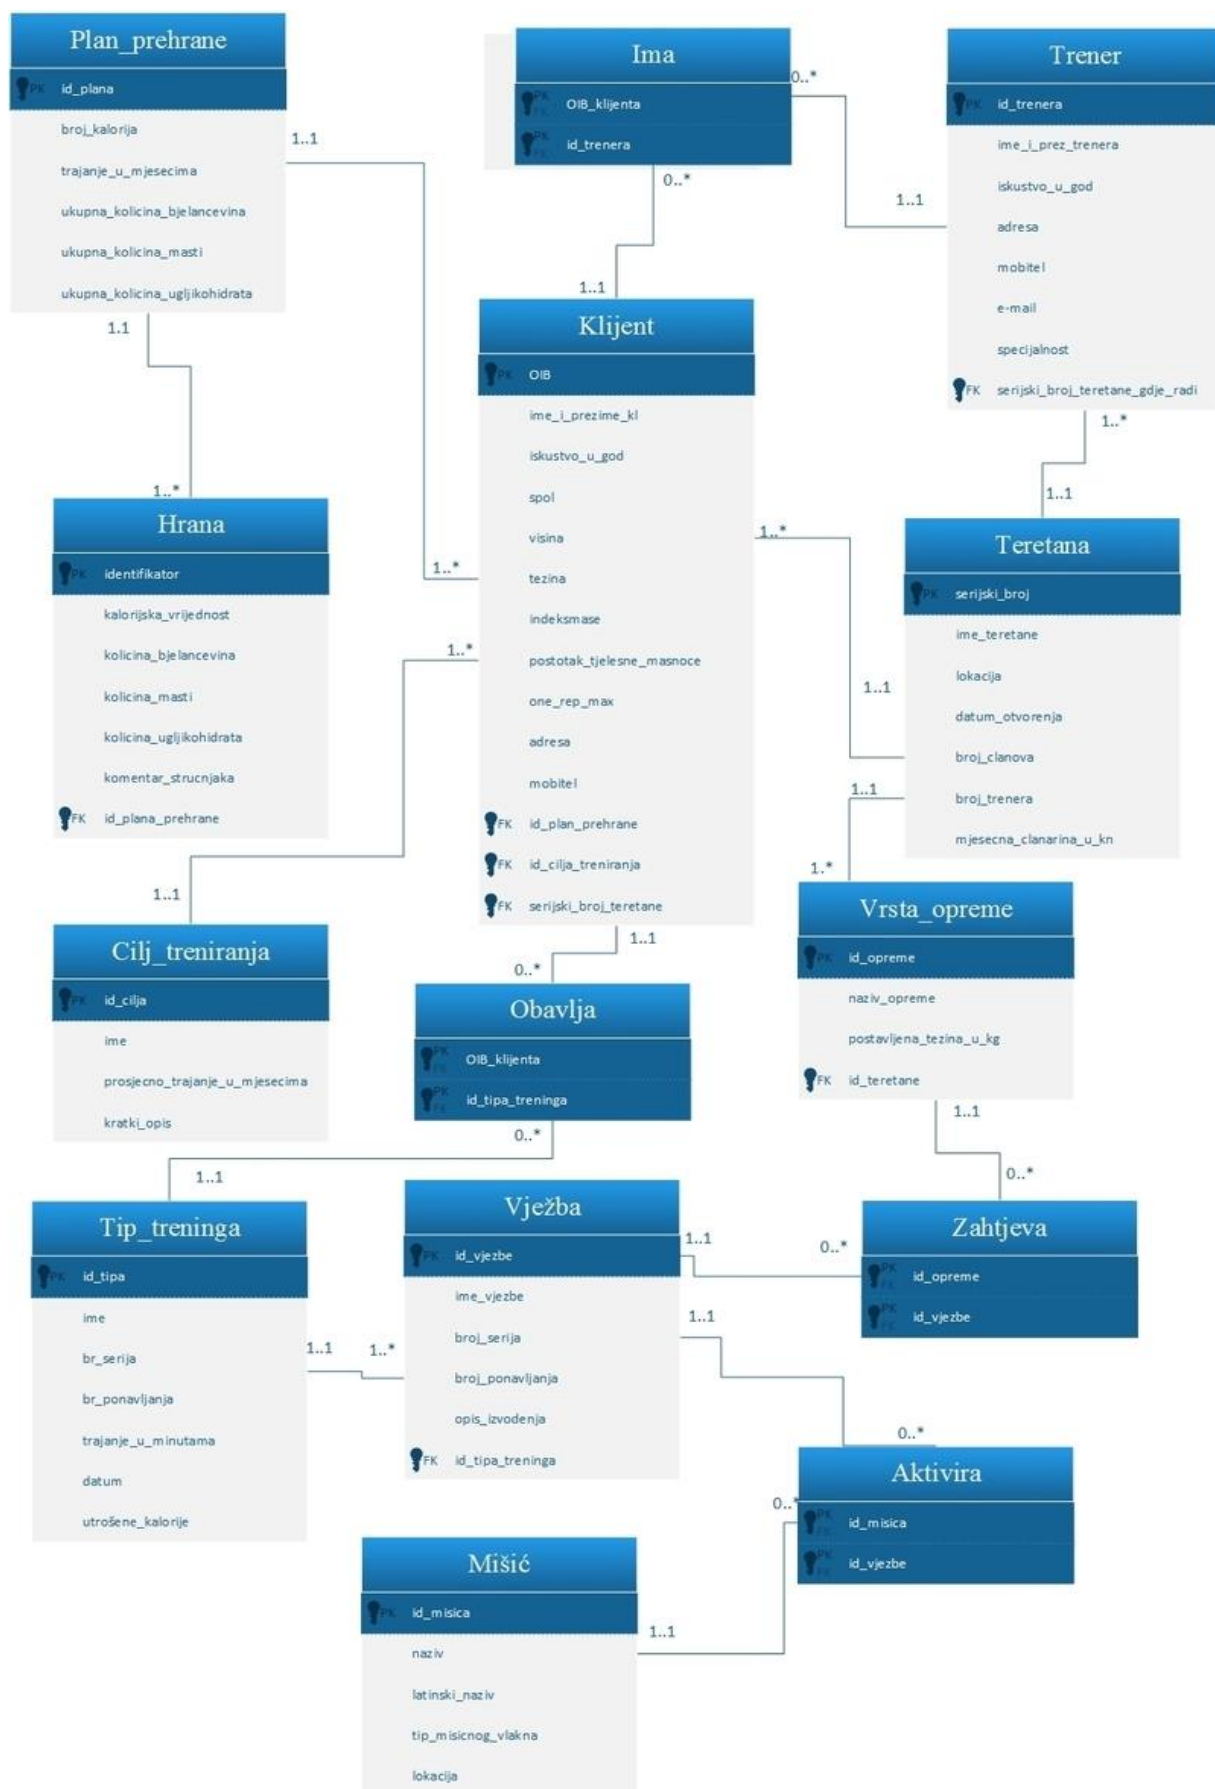 Plan_prehrane
PK id_plana
broj_kalorija
trajanje_u_mjesecima
ukupna_kolicina_bjelancevina
ukupna_kolicina_masti
ukupna_kolicina_ugljikohidrata
1..1
1.1
Ima
PK FK OIB_klijenta
PK FK id_trenera
0..*
0..*
Trener
PK id_trenera
ime_i_prez_trenera
iskustvo_u_god
adresa
mobitel
e-mail
specijalnost
FK serijski_broj_teretane_gdje_radi
1..1
1..*
1..1
1..1
Klijent
PK OIB
ime_i_prezime_kl
iskustvo_u_god
spol
visina
tezina
indeksmase
postotak_tjelesne_masnoce
one_rep_max
adresa
mobitel
FK id_plan_prehrane
FK id_cilja_treniranja
FK serijski_broj_teretane
1..*
1..*
1..*
1..1
1..*
Hrana
PK identifikator
kalorijska_vrijednost
kolicina_bjelancevina
kolicina_masti
kolicina_ugljikohidrata
komentar_strucnjaka
FK id_plana_prehrane
Teretana
PK serijski_broj
ime_teretane
lokacija
datum_otvorenja
broj_clanova
broj_trenera
mjesecna_clanarina_u_kn
1..1
1..1
1.*
1..1
Cilj_treniranja
PK id_cilja
ime
prosjecno_trajanje_u_mjesecima
kratki_opis
0..*
Obavlja
PK FK OIB_klijenta
PK FK id_tipa_treninga
0..*
Vrsta_opreme
PK id_opreme
naziv_opreme
postavljena_tezina_u_kg
FK id_teretane
1..1
0..*
1..1
Tip_treninga
PK id_tipa
ime
br_serija
br_ponavljanja
trajanje_u_minutama
datum
utrošene_kalorije
1..1
1..*
Vježba
PK id_vjezbe
ime_vjezbe
broj_serija
broj_ponavljanja
opis_izvodenja
FK id_tipa_treninga
1..1
0..*
1..1
Zahtjeva
PK FK id_opreme
PK FK id_vjezbe
0..*
Aktivira
PK FK id_misica
PK FK id_vjezbe
0..*
Mišić
PK id_misica
naziv
latinski_naziv
tip_misicnog_vlakna
lokacija
1..1